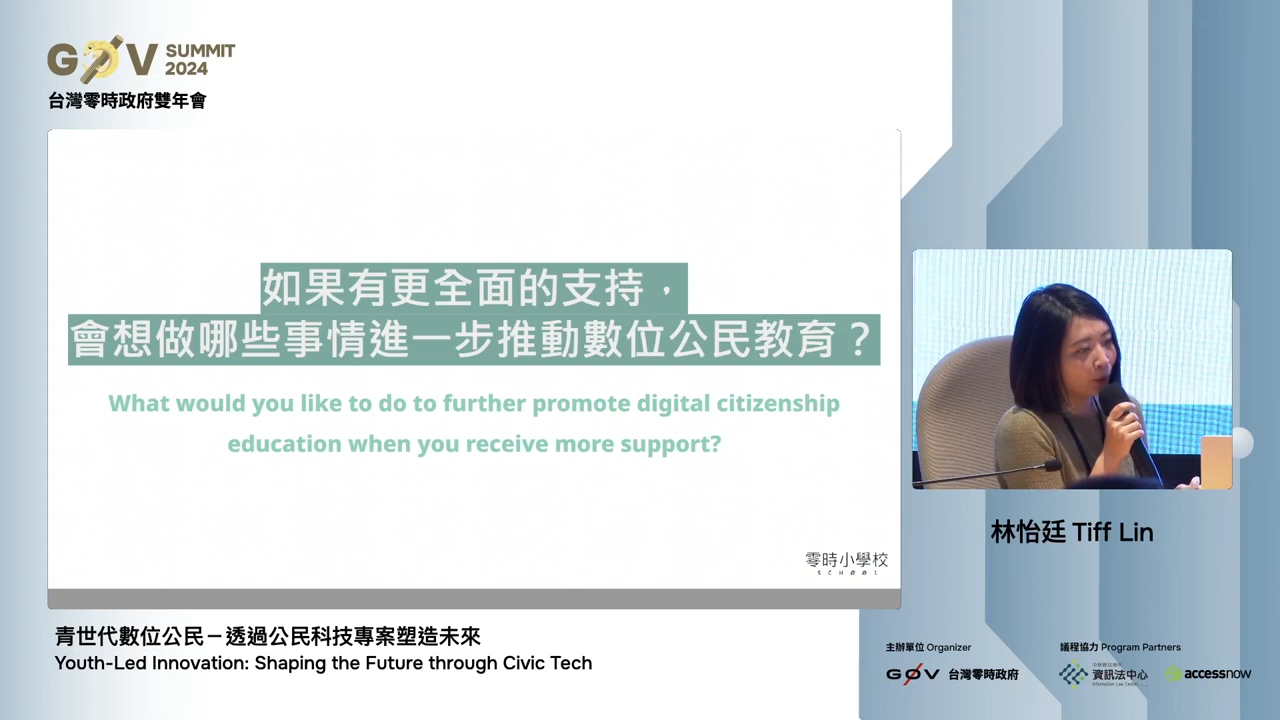 G0V SUMMIT 2024
台灣零時政府雙年會
如果有更全面的支持，
會想做哪些事情進一步推動數位公民教育？
What would you like to do to further promote digital citizenship
education when you receive more support?
零時小學校
SCH001
林怡廷 Tiff Lin
青世代數位公民－透過公民科技專案塑造未來
Youth-Led Innovation: Shaping the Future through Civic Tech
主辦單位 Organizer
議程協力 Program Partners
G0V 台灣零時政府
資訊法中心
Information Law Center
accessnow